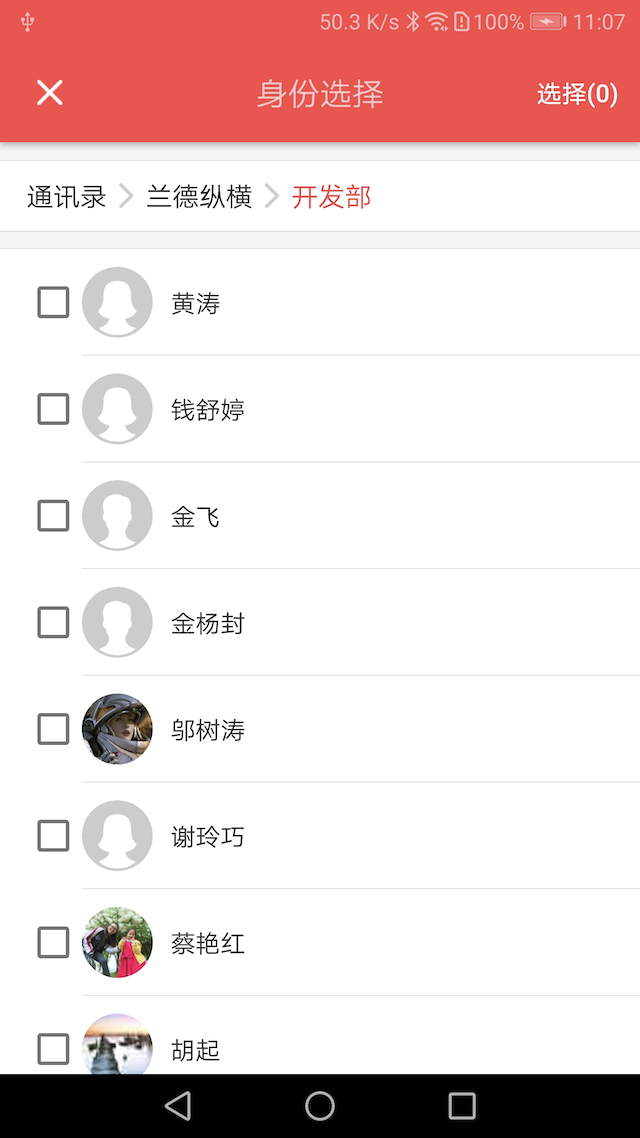 50.3 K/s 100% 11:07
身份选择 选择(0)
通讯录 兰德纵横 开发部
黄涛
钱舒婷
金飞
金杨封
邬树涛
谢玲巧
蔡艳红
胡起